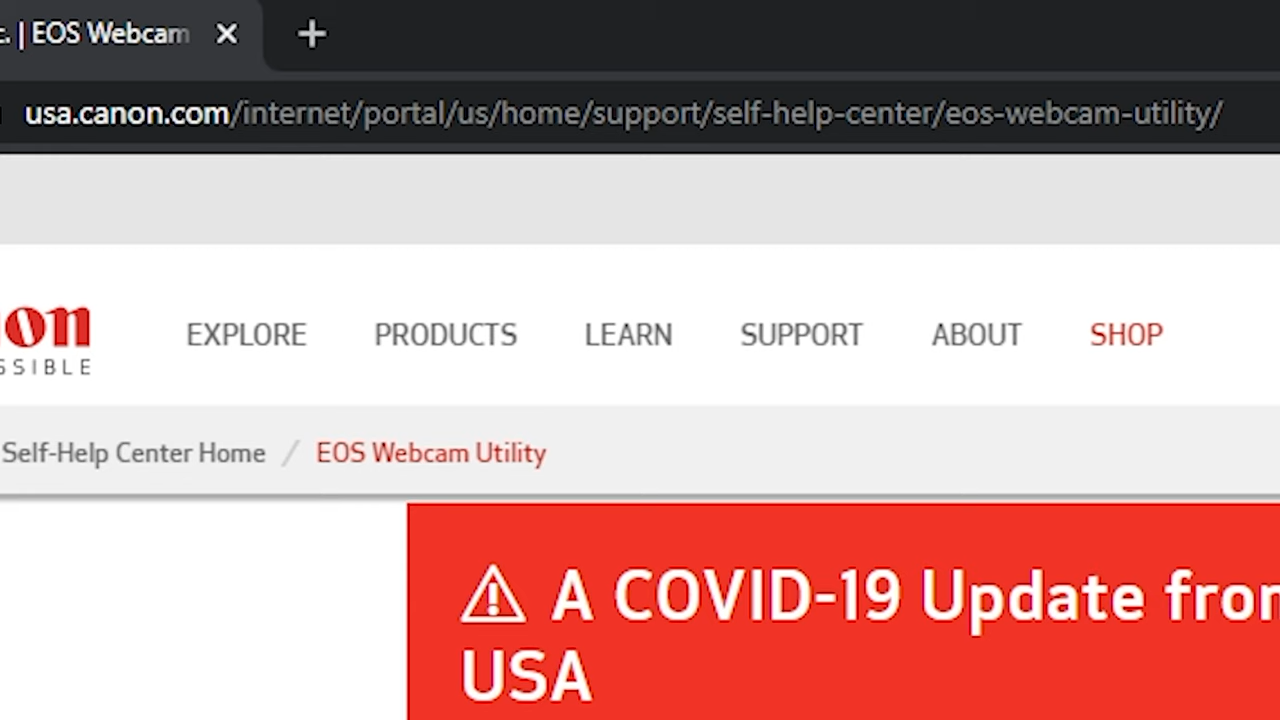 | EOS Webcam
usa.canon.com/internet/portal/us/home/support/self-help-center/eos-webcam-utility/
EXPLORE PRODUCTS LEARN SUPPORT ABOUT SHOP
Self-Help Center Home / EOS Webcam Utility
A COVID-19 Update
USA